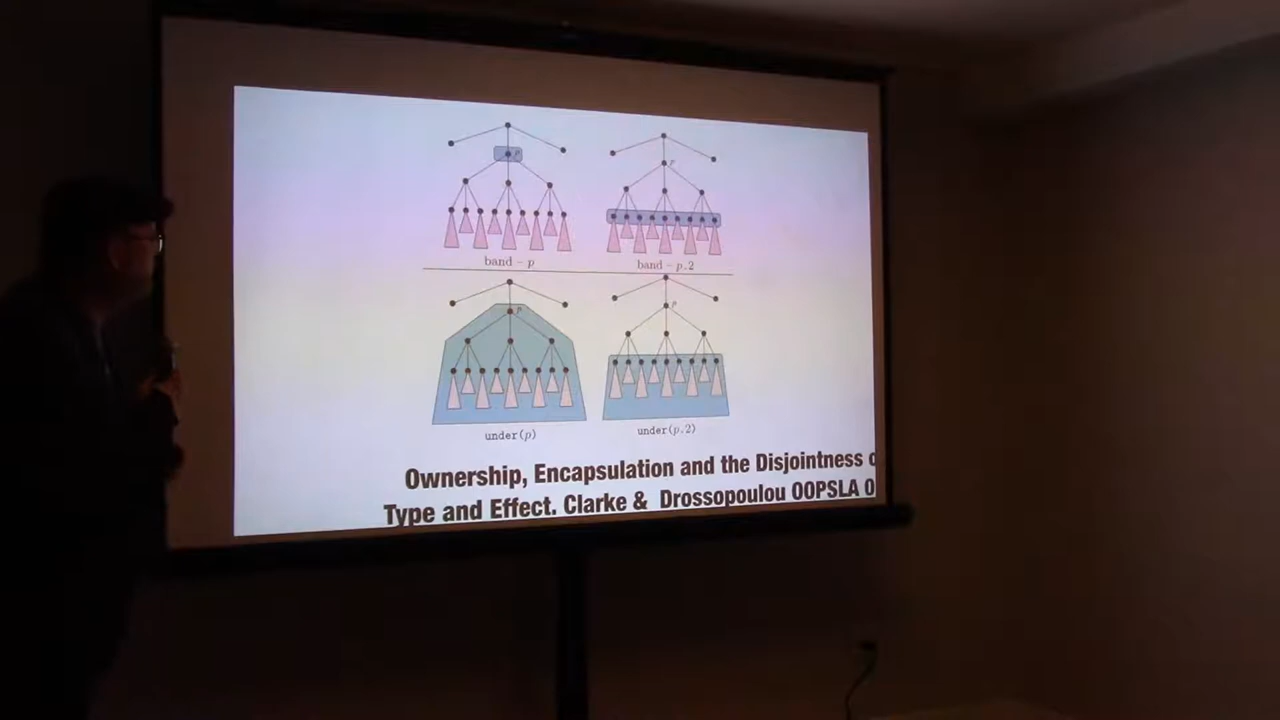 p
p
band – p
band – p.2
p
p
under(p)
under(p.2)
Ownership, Encapsulation and the Disjointness
Type and Effect. Clarke & Drossopoulou OOPSLA 0